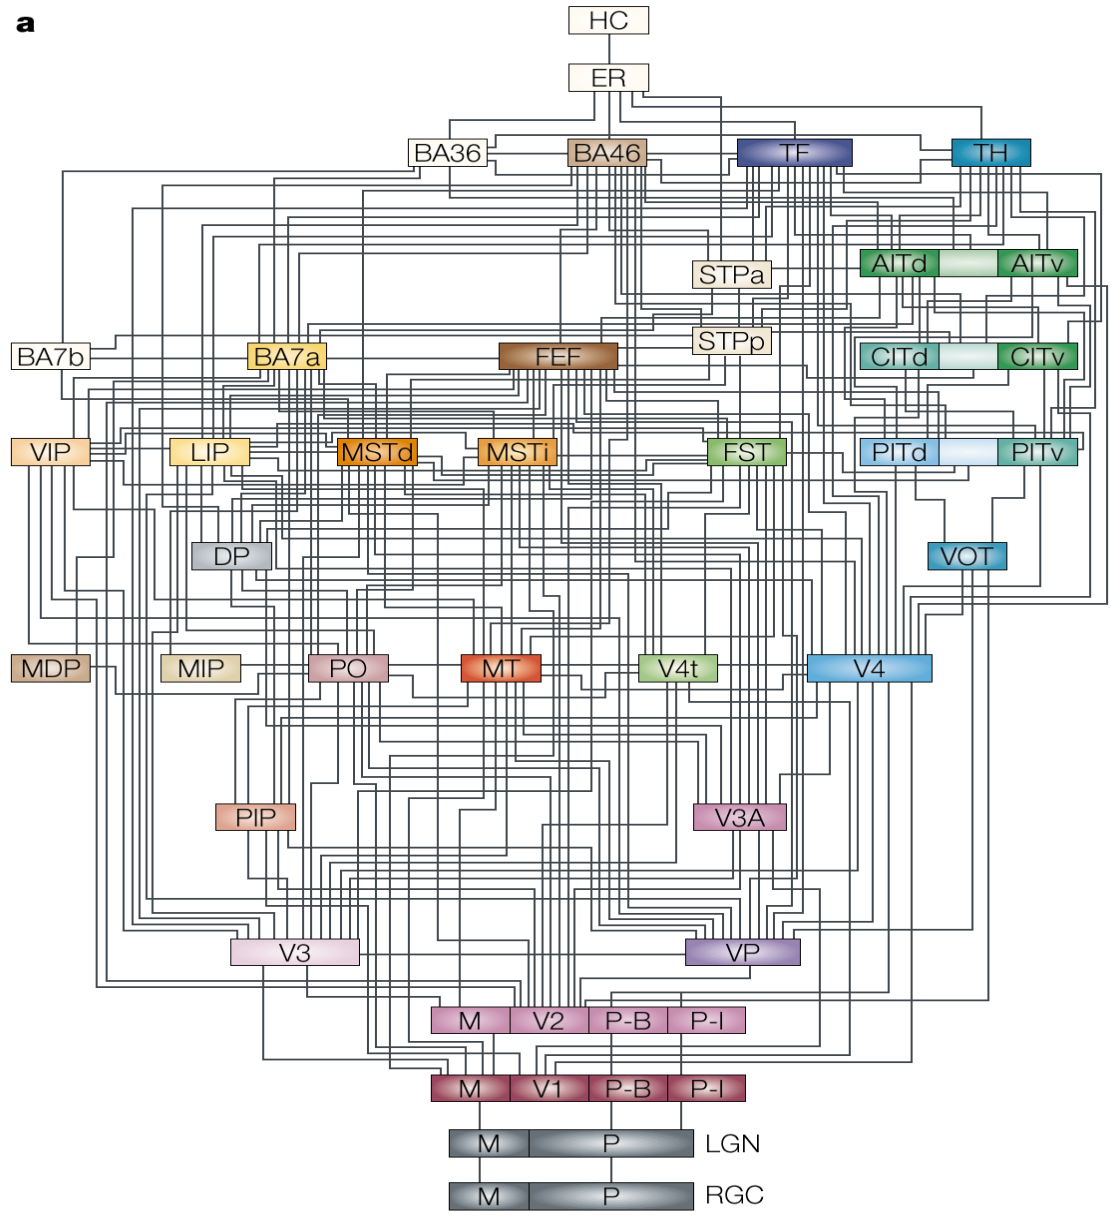 a
HC
ER
BA36 BA46 TF TH
STPa AITd AITv
STPp
BA7b BA7a FEF CITd CITv
VIP LIP MSTd MSTi FST PITd PITv
DP VOT
MDP MIP PO MT V4t V4
PIP V3A
V3 VP
M V2 P-B P-I
M V1 P-B P-I
M P LGN
M P RGC